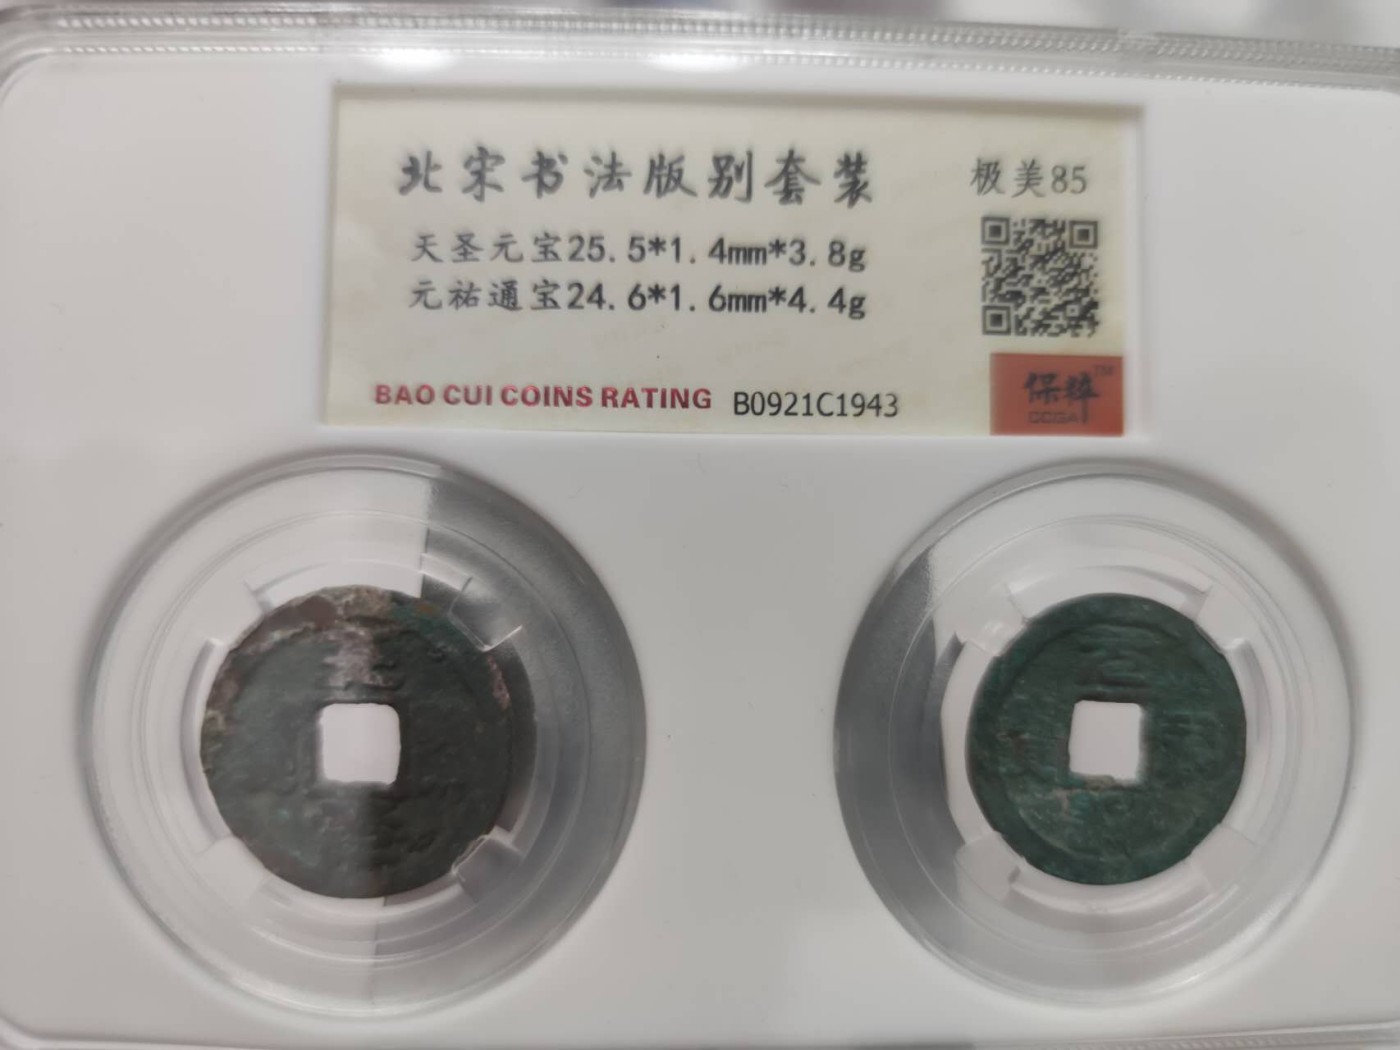 北宋书法版别套装
极美85
天圣元宝25.5*1.4mm*3.8g
元祐通宝24.6*1.6mm*4.4g
BAO CUI COINS RATING B0921C1943
保粹 TM
CCGA